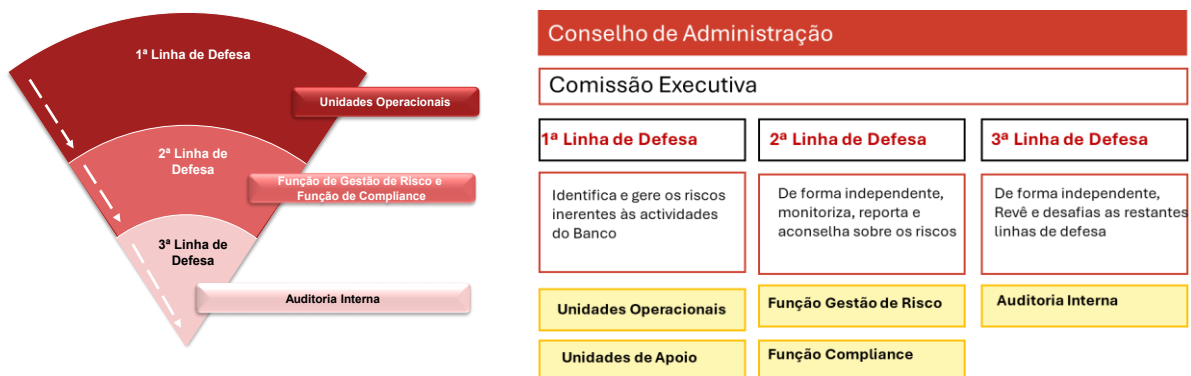 1ª Linha de Defesa
Unidades Operacionais
2ª Linha de
Defesa
Função de Gestão de Risco e
Função de Compliance
3ª Linha de
Defesa
Auditoria Interna
Conselho de Administração
Comissão Executiva
1ª Linha de Defesa
2ª Linha de Defesa
3ª Linha de Defesa
Identifica e gere os riscos
inerentes às actividades
do Banco
De forma independente,
monitoriza, reporta e
aconselha sobre os riscos
De forma independente,
Revê e desafias as restantes
linhas de defesa
Unidades Operacionais
Função Gestão de Risco
Auditoria Interna
Unidades de Apoio
Função Compliance